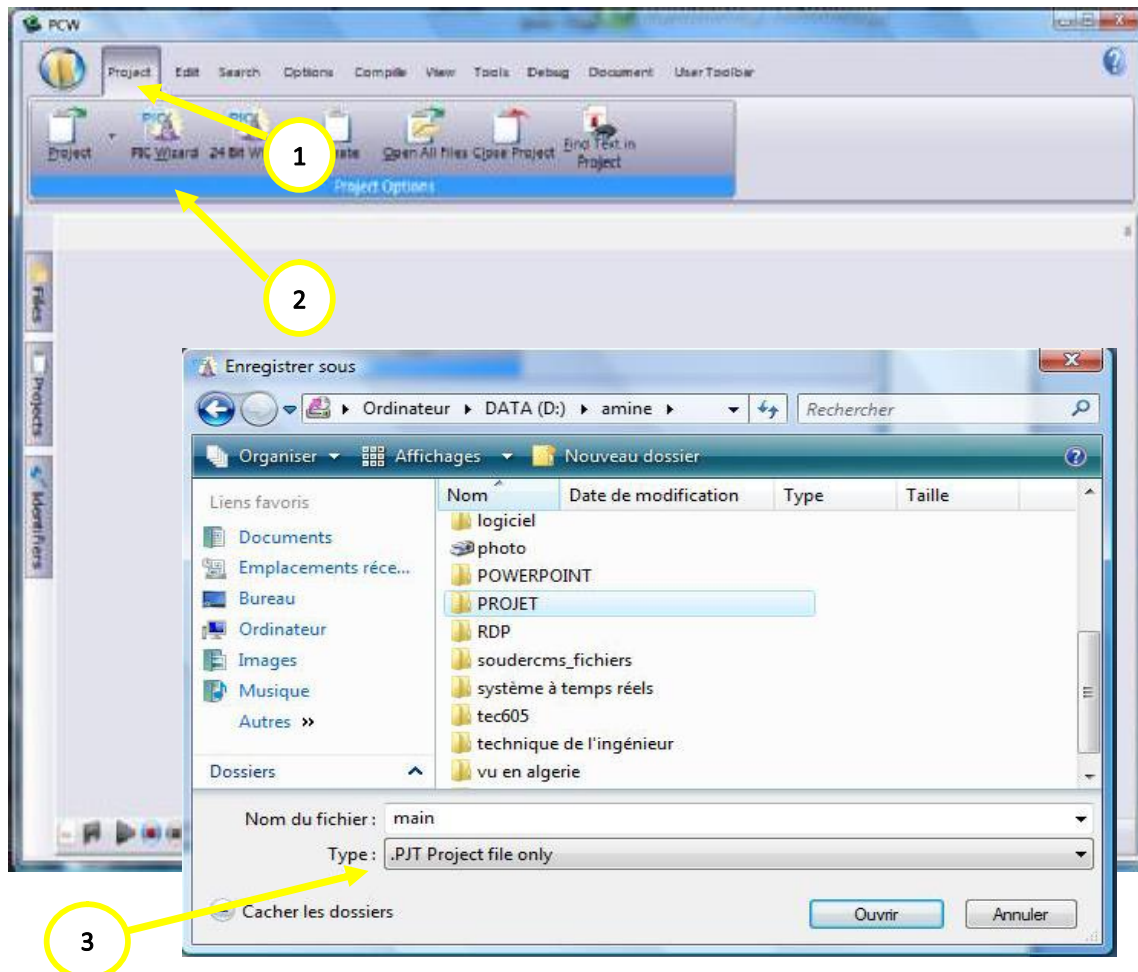 PCW
Project Edit Search Options Compile View Tools Debug Document User Toolbar
Project PIC Wizard 24 Bit Open All Files Close Project Find Text in
Project
Project Options
1
2
Files
Projects
Identifiers
Enregistrer sous
Ordinateur DATA (D:) amine Rechercher
Organiser Affichages Nouveau dossier
Liens favoris
Documents
Emplacements réce...
Bureau
Ordinateur
Images
Musique
Autres »
Dossiers
Nom Date de modification Type Taille
logiciel
photo
POWERPOINT
PROJET
RDP
soudercms_fichiers
système à temps réels
tec605
technique de l'ingénieur
vu en algerie
Nom du fichier : main
Type : .PJT Project file only
Cacher les dossiers Ouvrir Annuler
3